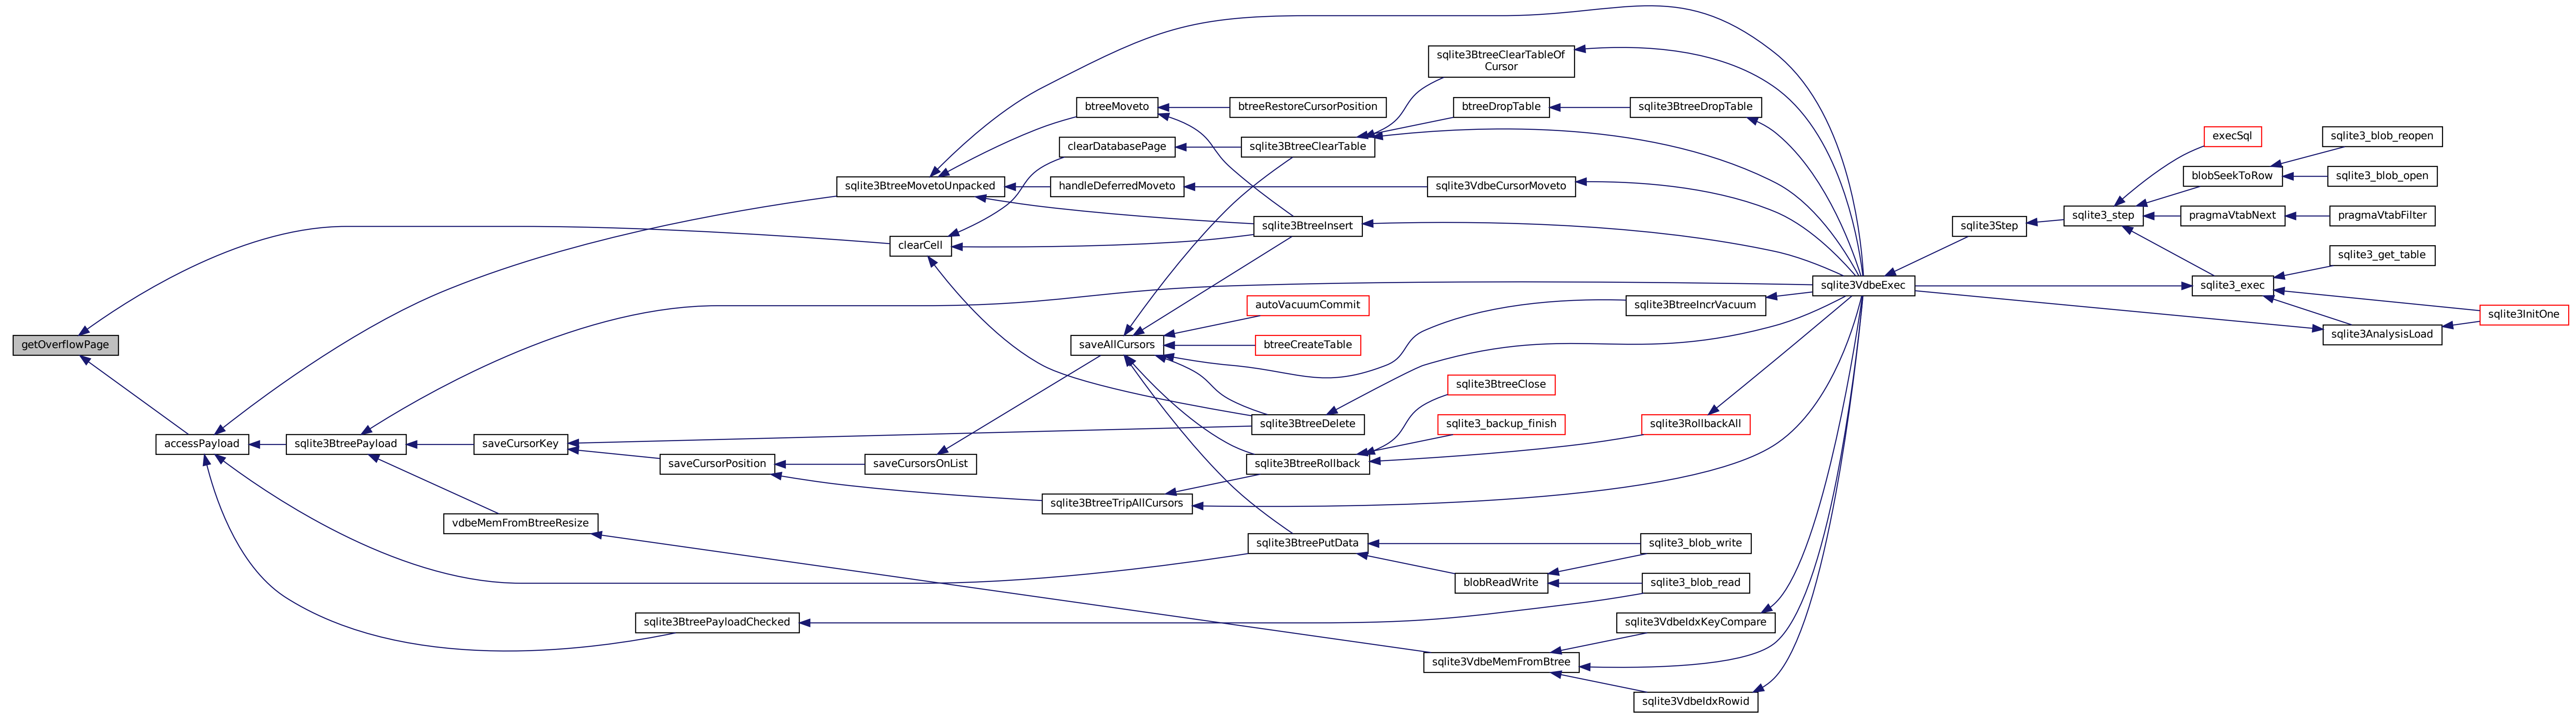 getOverflowPage
accessPayload
sqlite3BtreeMovetoUnpacked
clearCell
sqlite3BtreePayload
saveCursorKey
vdbeMemFromBtreeResize
saveCursorPosition
sqlite3BtreePayloadChecked
saveCursorsOnList
btreeMoveto
clearDatabasePage
handleDeferredMoveto
saveAllCursors
sqlite3BtreeTripAllCursors
btreeRestoreCursorPosition
sqlite3BtreeClearTable
sqlite3BtreeInsert
autoVacuumCommit
btreeCreateTable
sqlite3BtreeDelete
sqlite3BtreeRollback
sqlite3BtreePutData
sqlite3BtreeClearTableOf
Cursor
btreeDropTable
sqlite3VdbeCursorMoveto
sqlite3BtreeClose
sqlite3_backup_finish
blobReadWrite
sqlite3VdbeMemFromBtree
sqlite3BtreeDropTable
sqlite3BtreeIncrVacuum
sqlite3RollbackAll
sqlite3_blob_write
sqlite3_blob_read
sqlite3VdbeIdxKeyCompare
sqlite3VdbeIdxRowid
sqlite3VdbeExec
sqlite3Step
sqlite3_step
execSql
blobSeekToRow
pragmaVtabNext
sqlite3_exec
sqlite3_blob_reopen
sqlite3_blob_open
pragmaVtabFilter
sqlite3_get_table
sqlite3AnalysisLoad
sqlite3InitOne